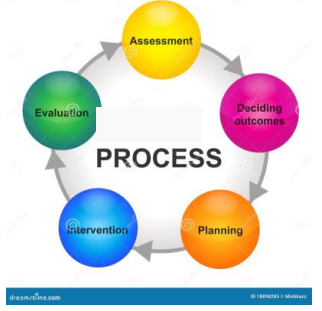 Assessment
Evaluation
Deciding
outcomes
PROCESS
Intervention
Planning
dreamstime.com